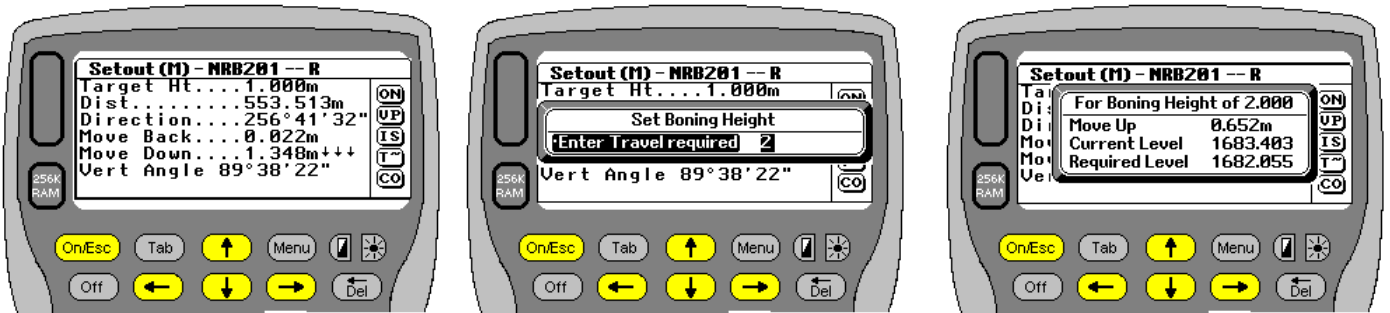 Setout (M) - NRB201 -- R
Target Ht....1.000m
Dist.........553.513m
Direction....256°41'32"
Move Back....0.022m
Move Down....1.348m↓↓↓
Vert Angle 89°38'22"
ON
UP
IS
T~
CO
256K
RAM
On/Esc
Tab
Menu
Off
Del
Setout (M) - NRB201 -- R
Target Ht....1.000m
Set Boning Height
·Enter Travel required 2
Vert Angle 89°38'22"
CO
256K
RAM
On/Esc
Tab
Menu
Off
Del
Setout (M) - NRB201 -- R
For Boning Height of 2.000
Move Up 0.652m
Current Level 1683.403
Required Level 1682.055
ON
UP
IS
T~
CO
256K
RAM
On/Esc
Tab
Menu
Off
Del